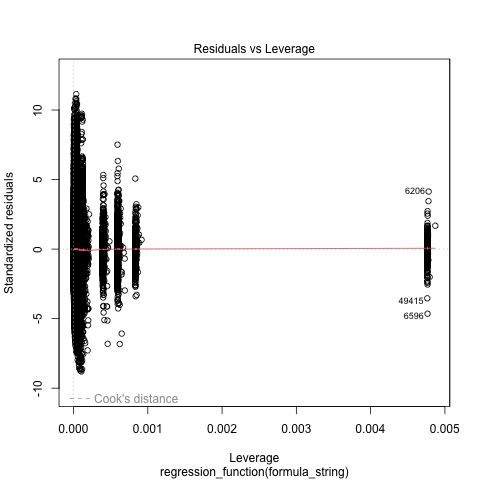 Residuals vs Leverage
Standardized residuals
10
5
0
-5
-10
6206
49415
6596
Cook's distance
0.000 0.001 0.002 0.003 0.004 0.005
Leverage
regression_function(formula_string)